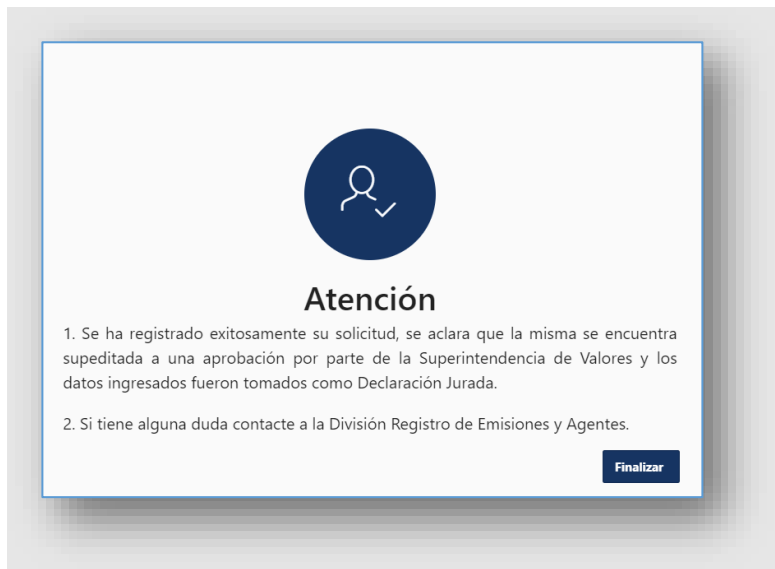 Atención
1. Se ha registrado exitosamente su solicitud, se aclara que la misma se encuentra
supeditada a una aprobación por parte de la Superintendencia de Valores y los
datos ingresados fueron tomados como Declaración Jurada.
2. Si tiene alguna duda contacte a la División Registro de Emisiones y Agentes.
Finalizar